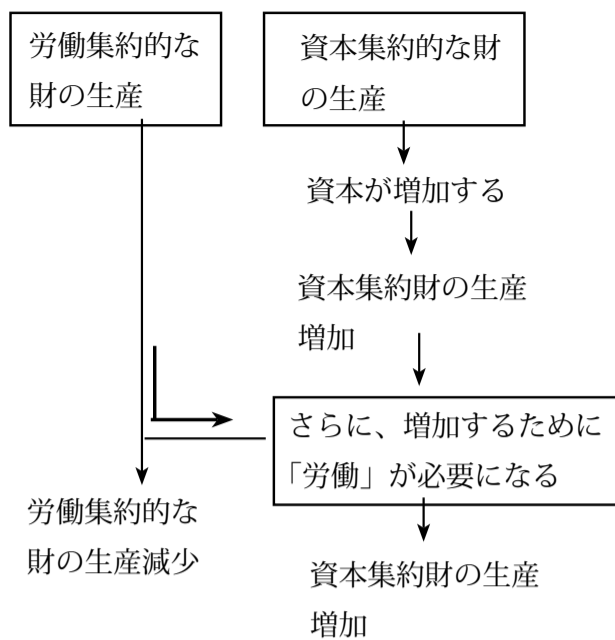 労働集約的な
財の生産
資本集約的な財
の生産
資本が増加する
資本集約財の生産
増加
さらに、増加するために
「労働」が必要になる
労働集約的な
財の生産減少
資本集約財の生産
増加